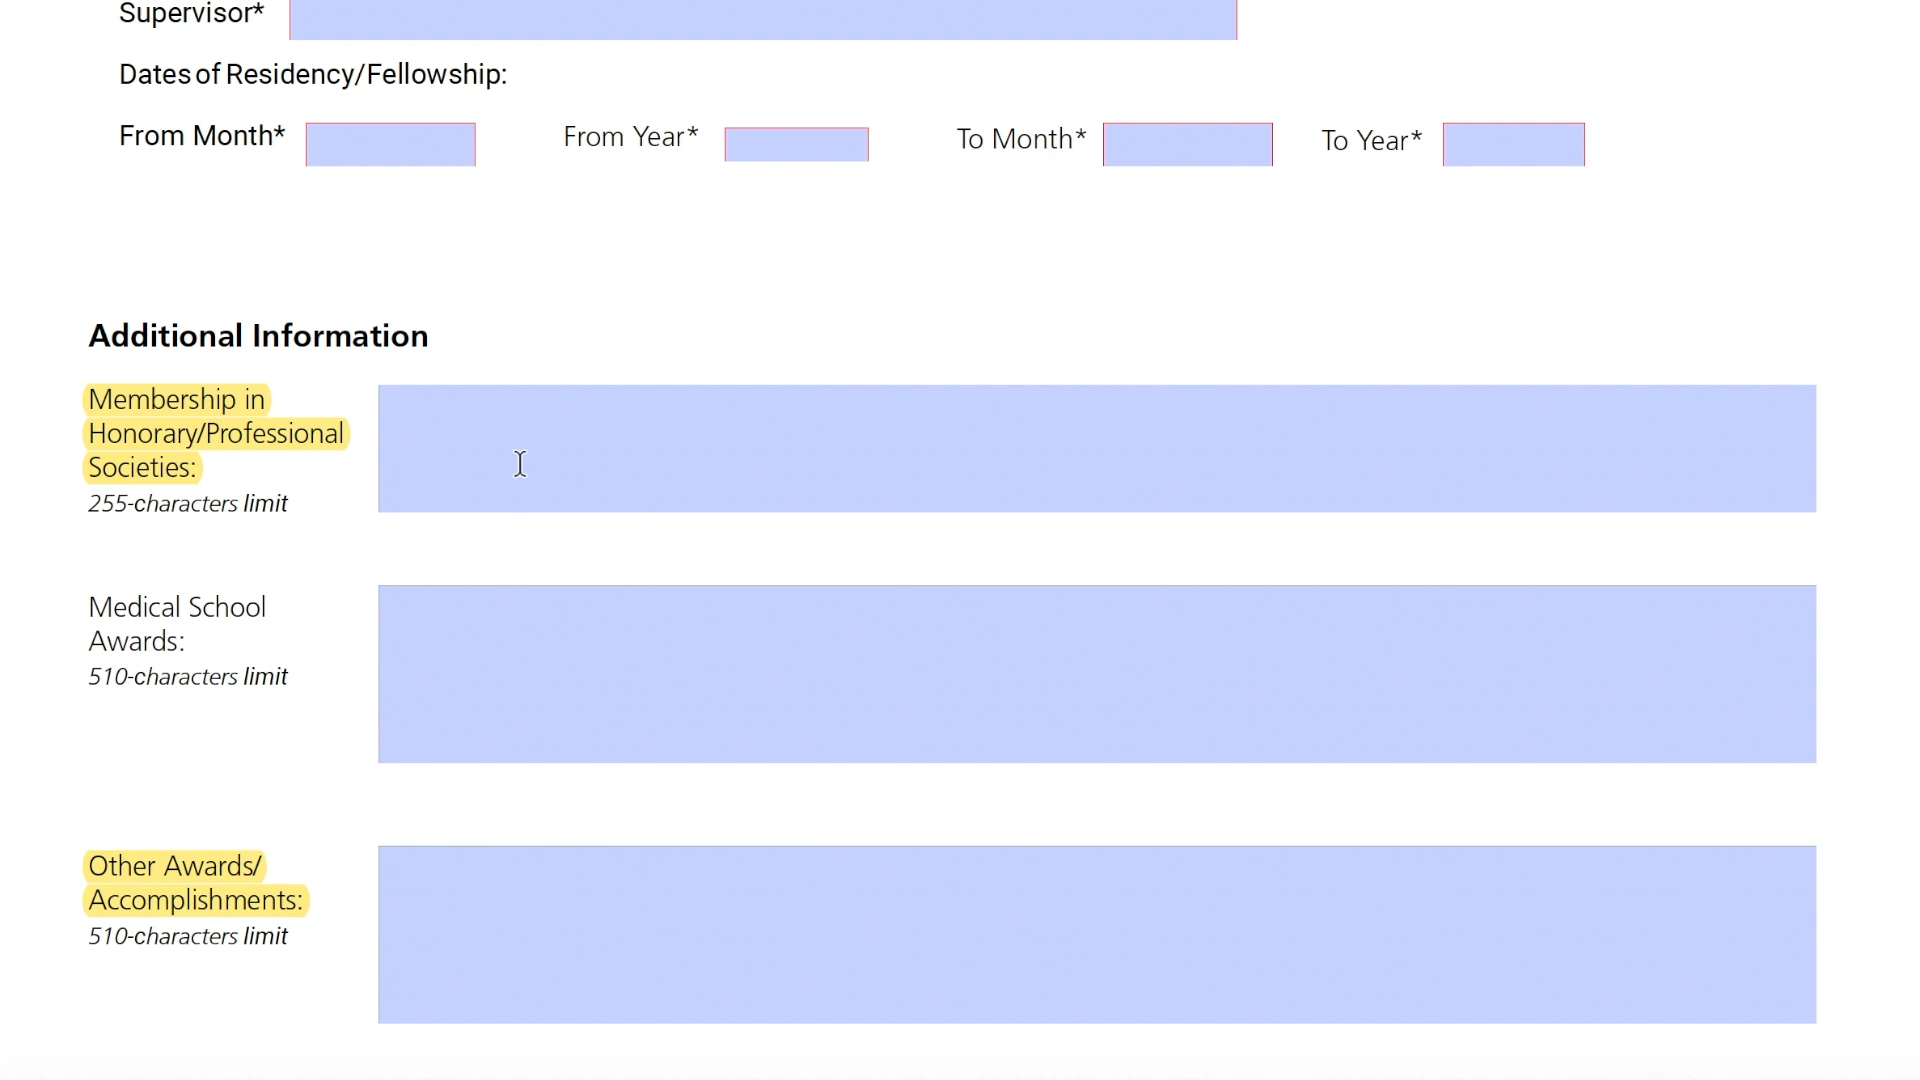 Supervisor*
Dates of Residency/Fellowship:
From Month* From Year* To Month* To Year*
Additional Information
Membership in
Honorary/Professional
Societies:
255-characters limit
Medical School
Awards:
510-characters limit
Other Awards/
Accomplishments:
510-characters limit